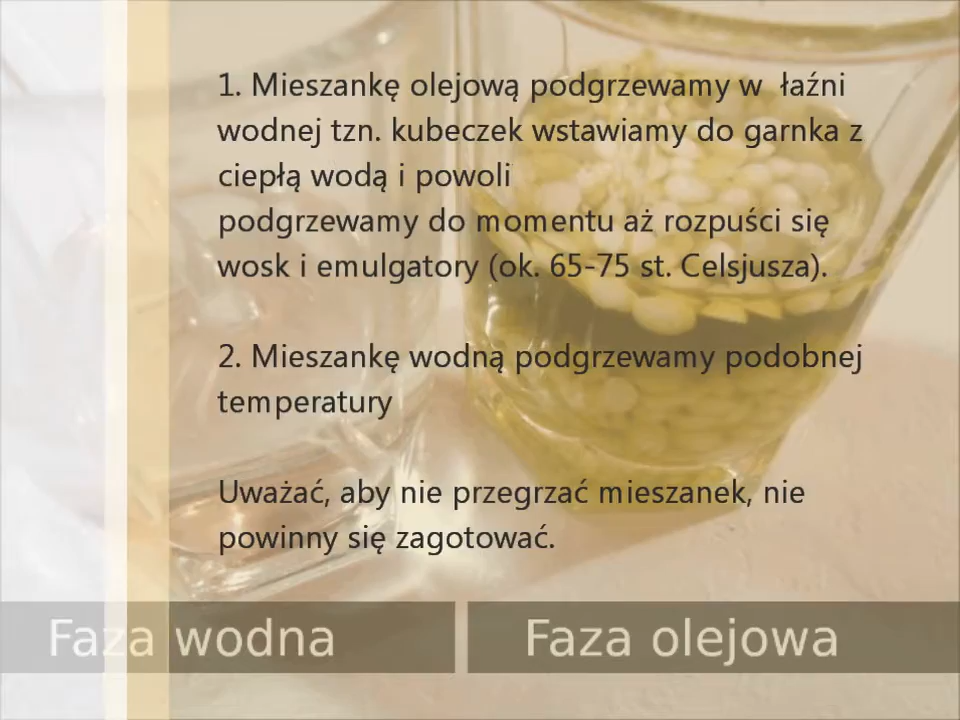 1. Mieszankę olejową podgrzewamy w łaźni
wodnej tzn. kubeczek wstawiamy do garnka z
ciepłą wodą i powoli
podgrzewamy do momentu aż rozpuści się
wosk i emulgatory (ok. 65-75 st. Celsjusza).
2. Mieszankę wodną podgrzewamy podobnej
temperatury
Uważać, aby nie przegrzać mieszanek, nie
powinny się zagotować.
Faza wodna
Faza olejowa